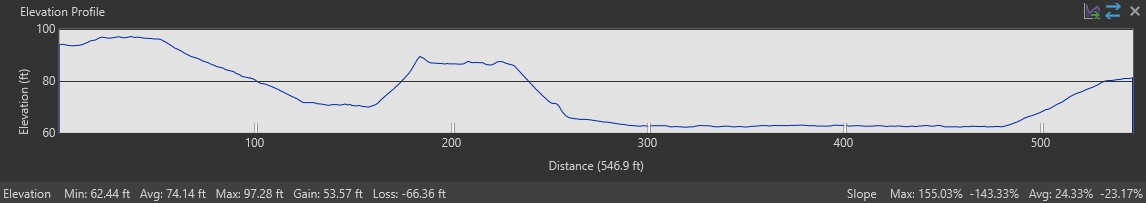 Elevation Profile
100
80
60
Elevation (ft)
100
200
300
400
500
Distance (546.9 ft)
Elevation Min: 62.44 ft Avg: 74.14 ft Max: 97.28 ft Gain: 53.57 ft Loss: -66.36 ft Slope Max: 155.03% -143.33% Avg: 24.33% -23.17%